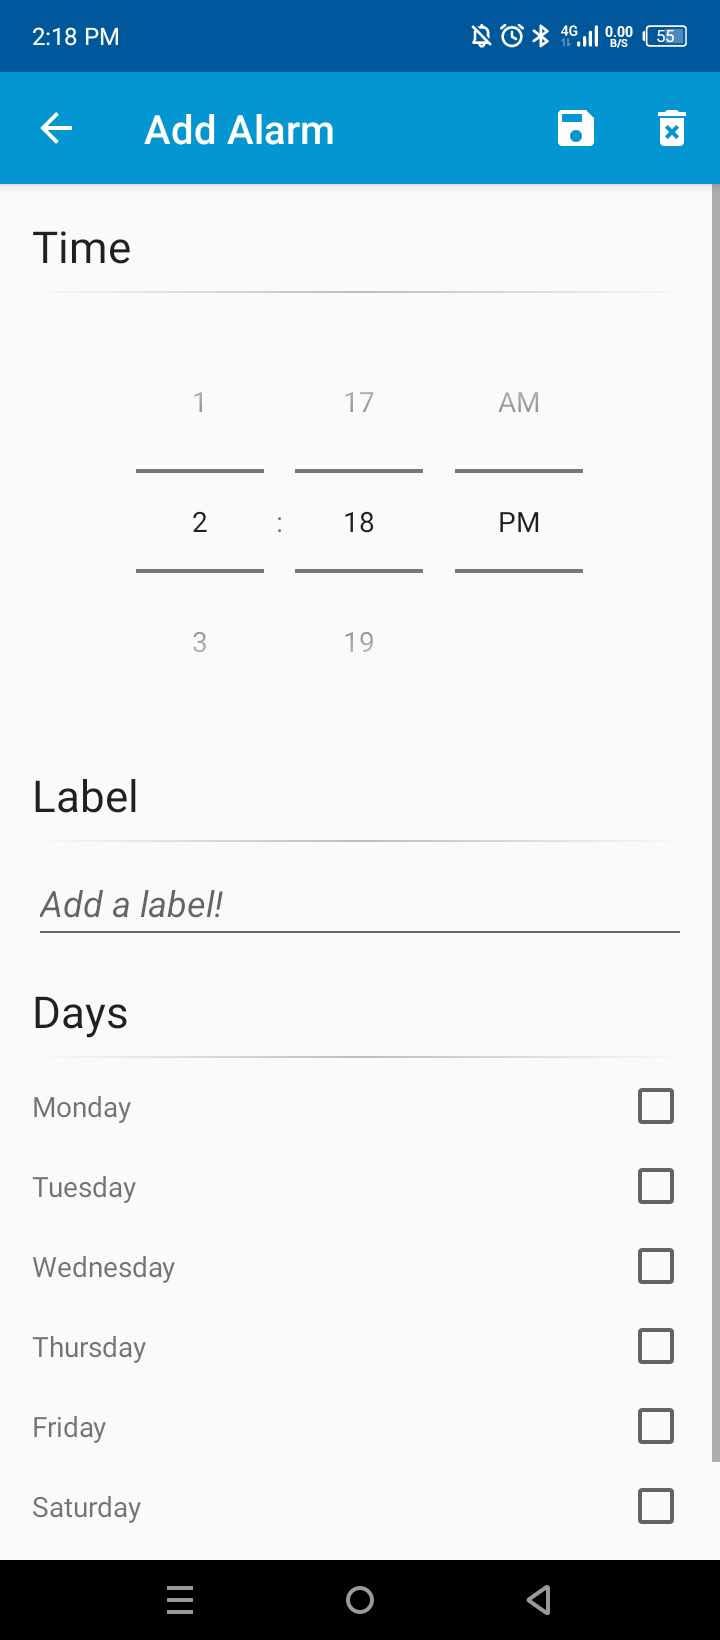 2:18 PM 4G 0.00 B/S 55
Add Alarm
Time
1 17 AM
2 : 18 PM
3 19
Label
Add a label!
Days
Monday
Tuesday
Wednesday
Thursday
Friday
Saturday